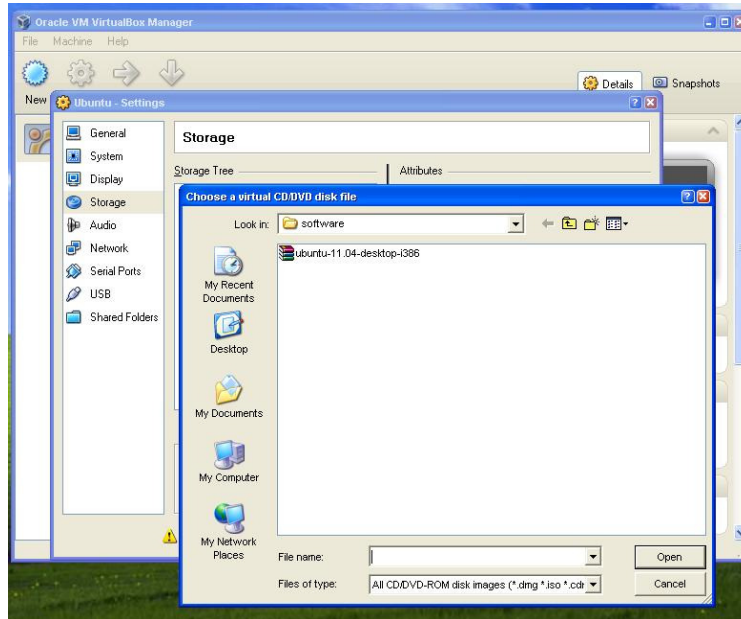 Oracle VM VirtualBox Manager
File Machine Help
New
Details
Snapshots
Ubuntu - Settings
General
System
Display
Storage
Audio
Network
Serial Ports
USB
Shared Folders
Storage
Storage Tree
Attributes
Choose a virtual CD/DVD disk file
Look in:
software
ubuntu-11.04-desktop-i386
My Recent
Documents
Desktop
My Documents
My Computer
My Network
Places
File name:
Open
Files of type:
All CD/DVD-ROM disk images (*.dmg *.iso *.cdr
Cancel